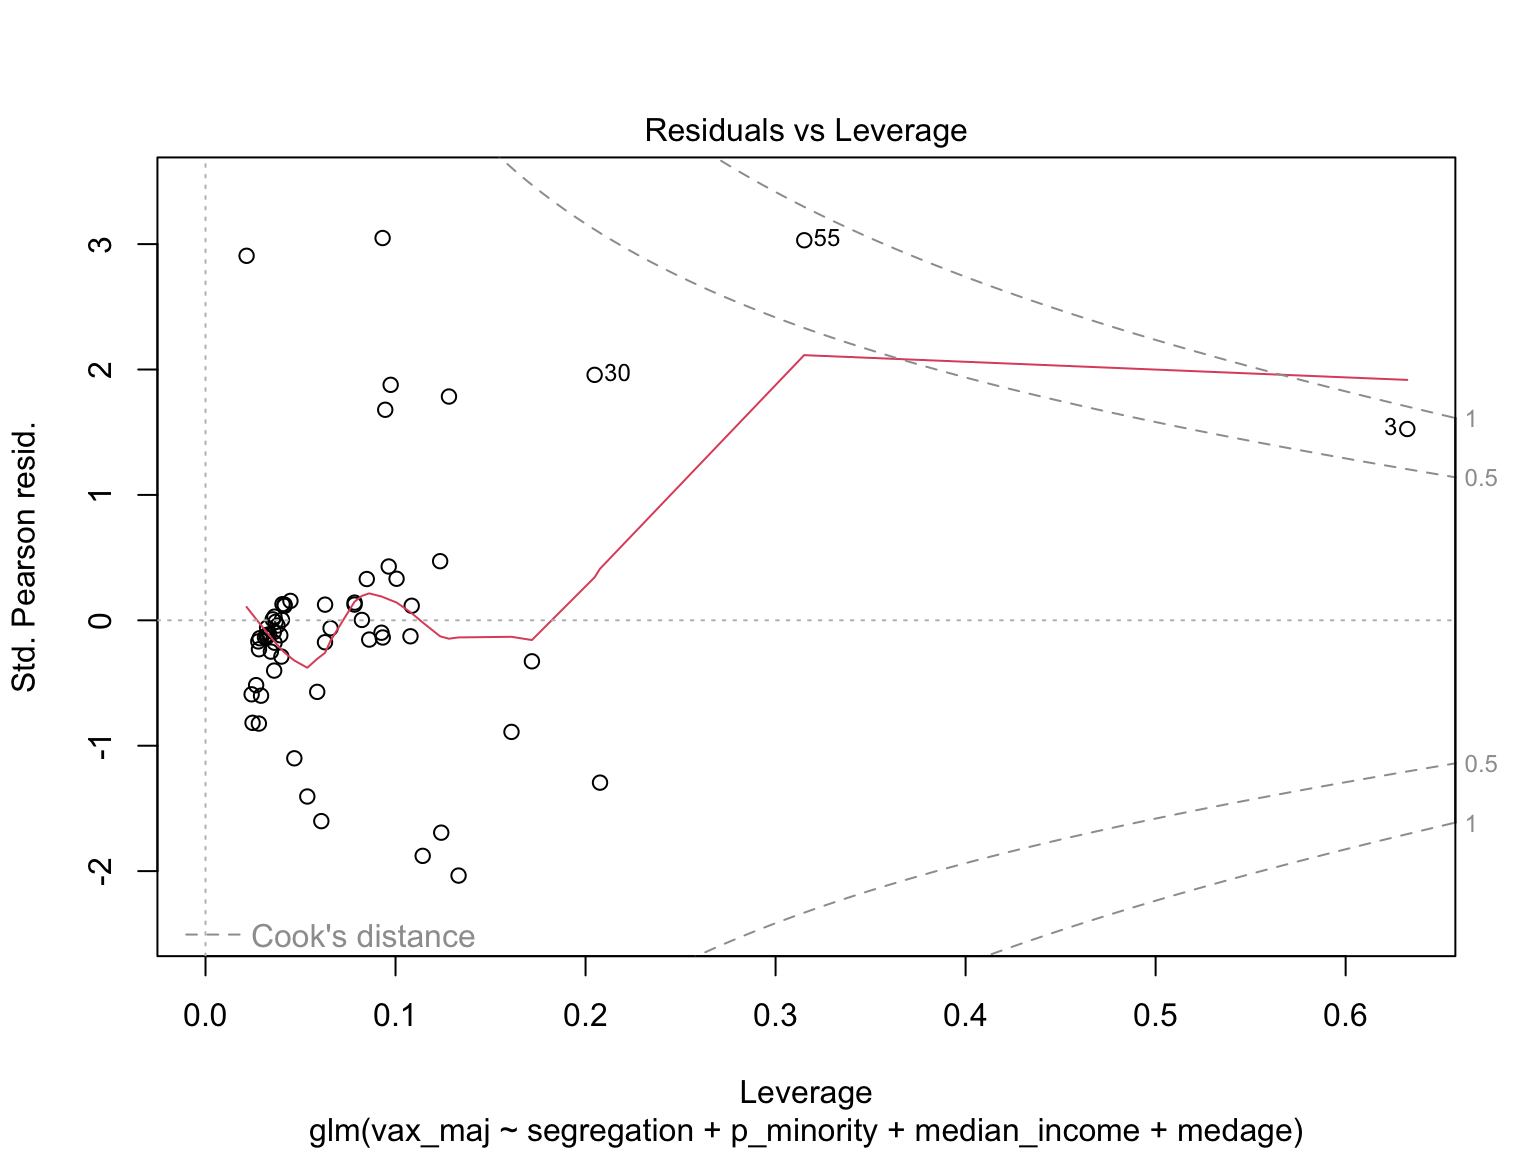 Residuals vs Leverage
Std. Pearson resid.
3
2
1
0
-1
-2
55
30
3
1
0.5
0.5
1
Cook's distance
0.0 0.1 0.2 0.3 0.4 0.5 0.6
Leverage
glm(vax_maj ~ segregation + p_minority + median_income + medage)